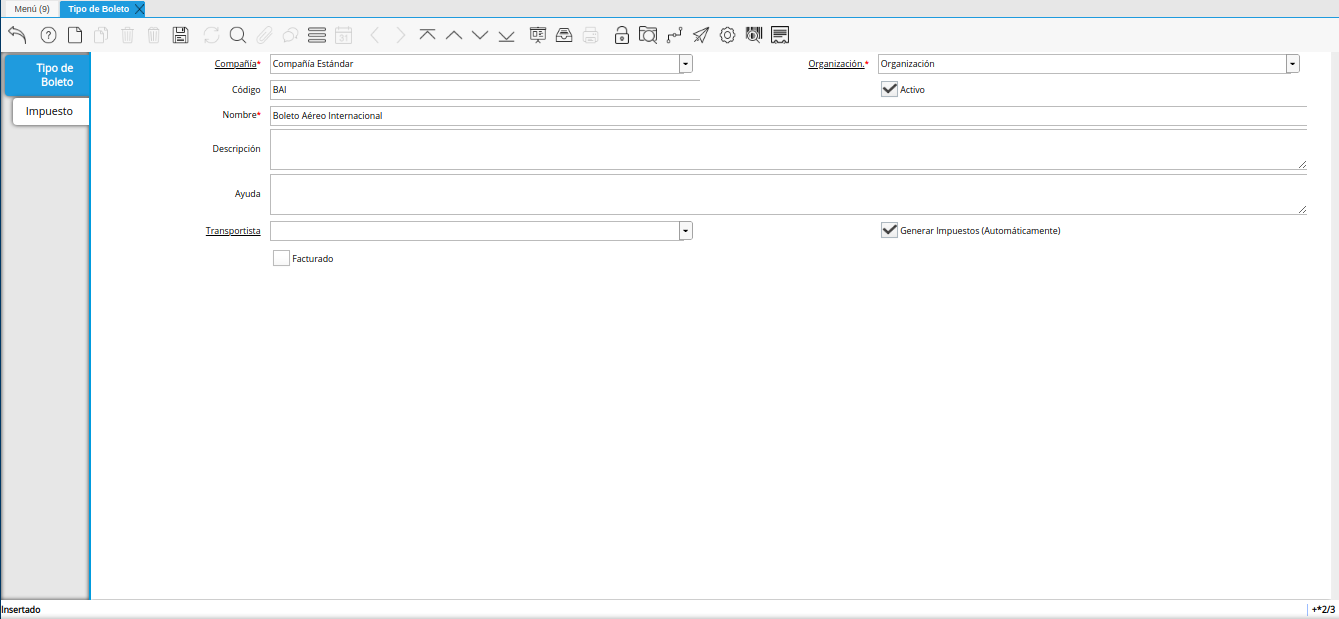 Menú (9) Tipo de Boleto
31
Tipo de
Boleto
Impuesto
Compañía* Compañía Estándar Organización.* Organización
Código BAI Activo
Nombre* Boleto Aéreo Internacional
Descripción
Ayuda
Transportista Generar Impuestos (Automáticamente)
Facturado
Insertado +*2/3